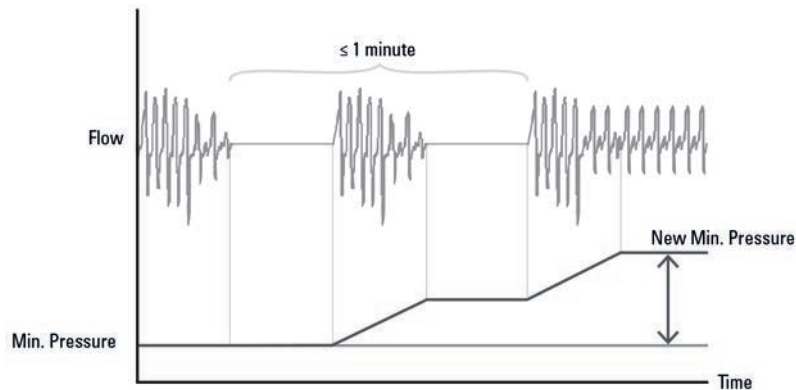 ≤ 1 minute
Flow
New Min. Pressure
Min. Pressure
Time